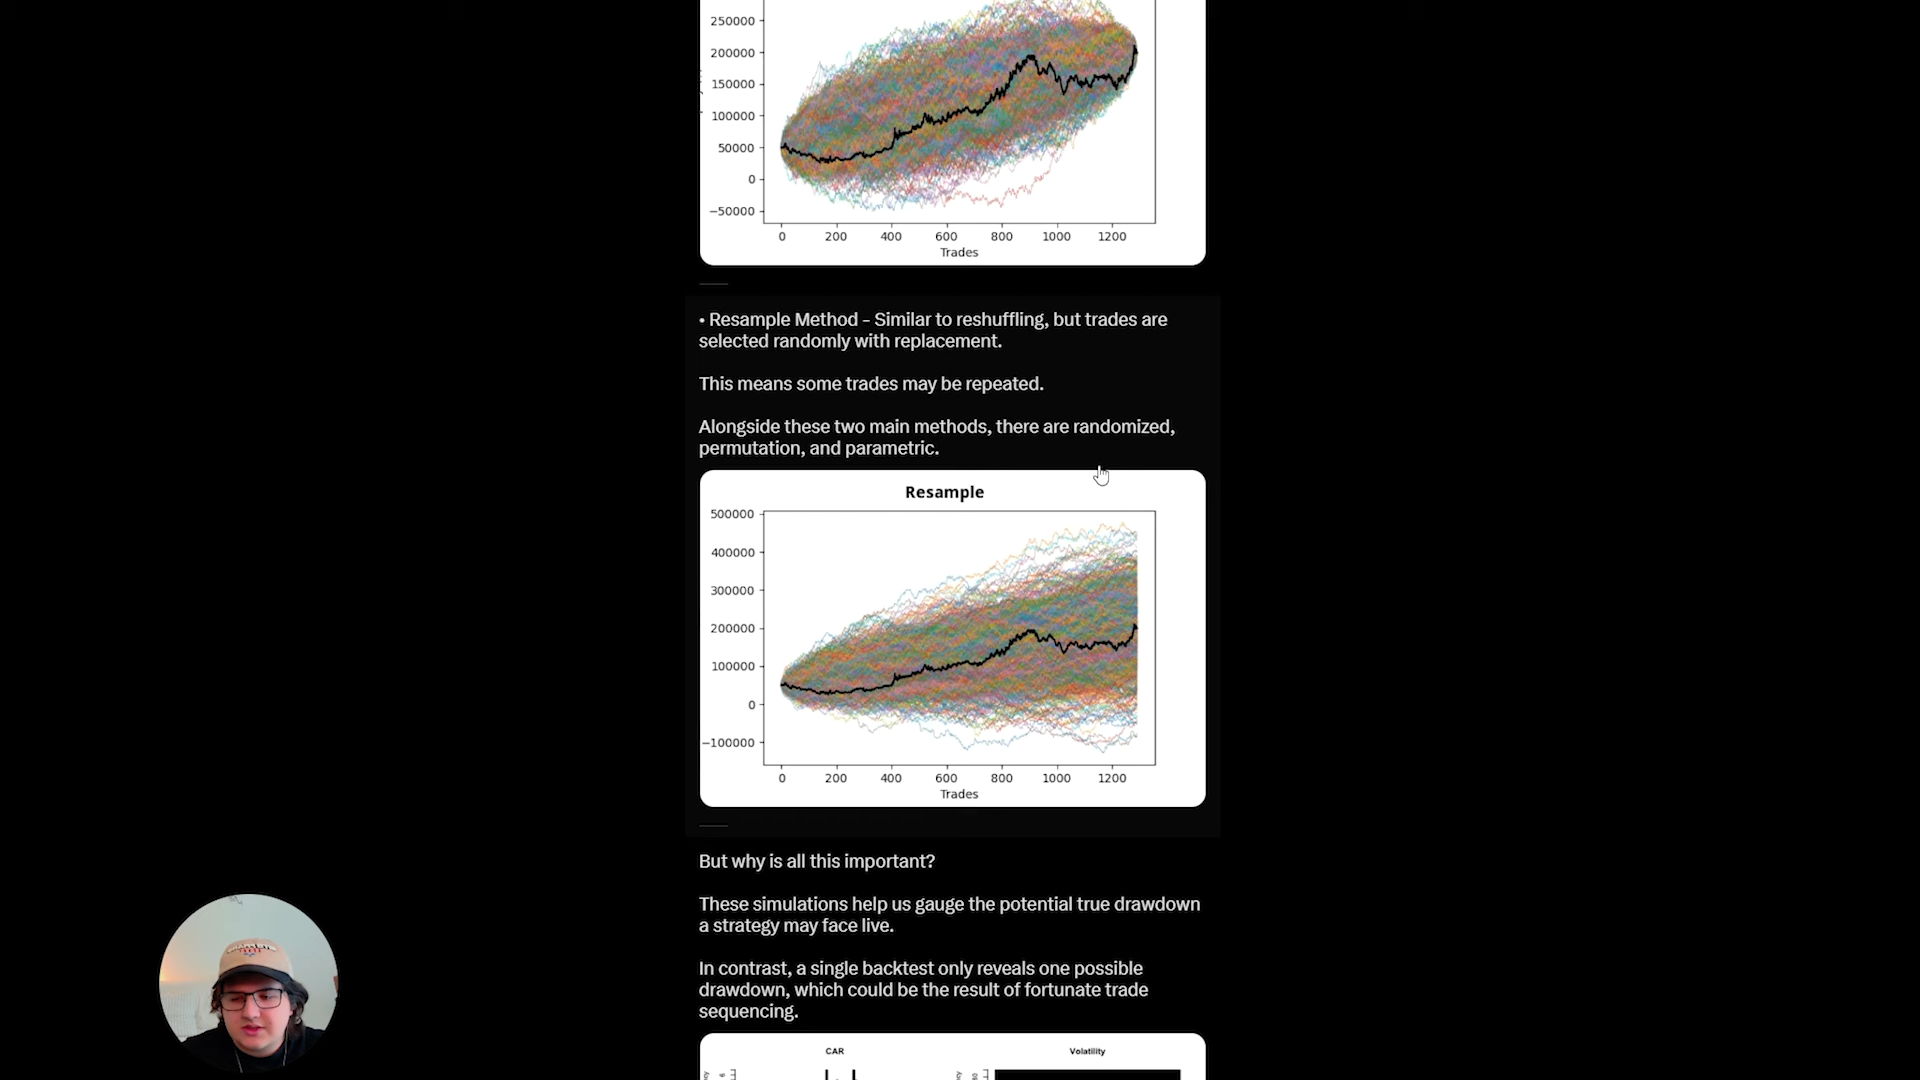 250000
200000
150000
100000
50000
0
−50000
0 200 400 600 800 1000 1200
Trades
• Resample Method - Similar to reshuffling, but trades are
selected randomly with replacement.
This means some trades may be repeated.
Alongside these two main methods, there are randomized,
permutation, and parametric.
Resample
500000
400000
300000
200000
100000
0
−100000
0 200 400 600 800 1000 1200
Trades
But why is all this important?
These simulations help us gauge the potential true drawdown
a strategy may face live.
In contrast, a single backtest only reveals one possible
drawdown, which could be the result of fortunate trade
sequencing.
CAR Volatility